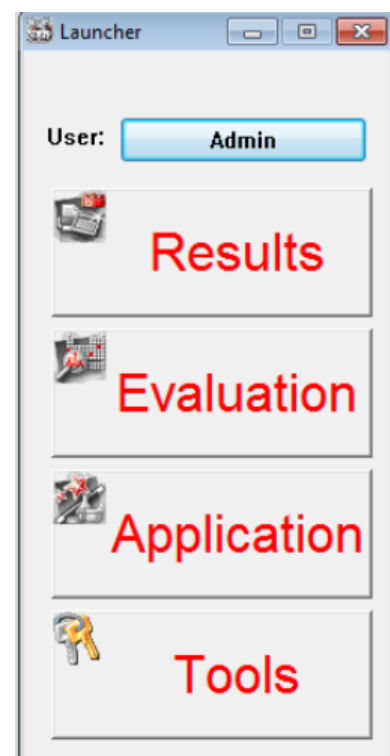 Launcher
User: Admin
Results
Evaluation
Application
Tools